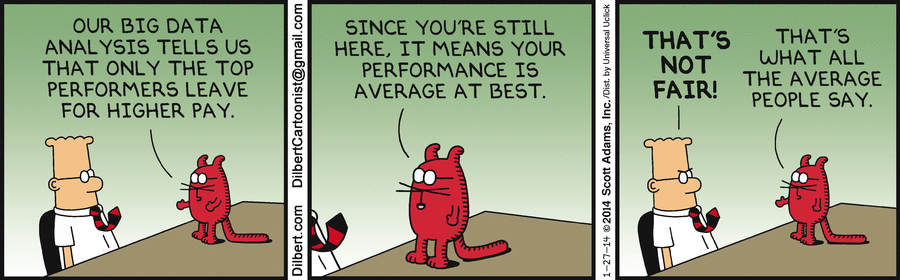 OUR BIG DATA
ANALYSIS TELLS US
THAT ONLY THE TOP
PERFORMERS LEAVE
FOR HIGHER PAY.
Dilbert.com DilbertCartoonist@gmail.com
SINCE YOU'RE STILL
HERE, IT MEANS YOUR
PERFORMANCE IS
AVERAGE AT BEST.
1-27-14 © 2014 Scott Adams, Inc. /Dist. by Universal Uclick
THAT'S
NOT
FAIR!
THAT'S
WHAT ALL
THE AVERAGE
PEOPLE SAY.